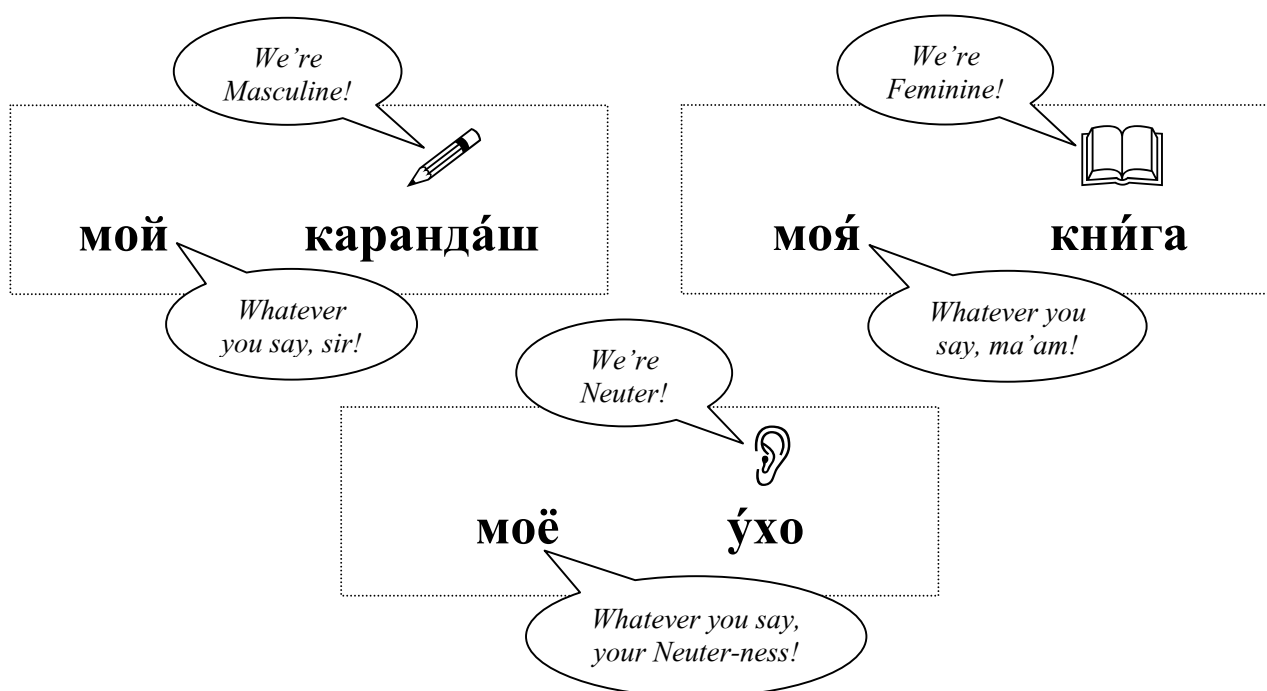 We’re
Masculine!
мой каранда́ш
Whatever
you say, sir!
We’re
Feminine!
моя́ кни́га
Whatever you
say, ma’am!
We’re
Neuter!
моё у́хо
Whatever you say,
your Neuter-ness!